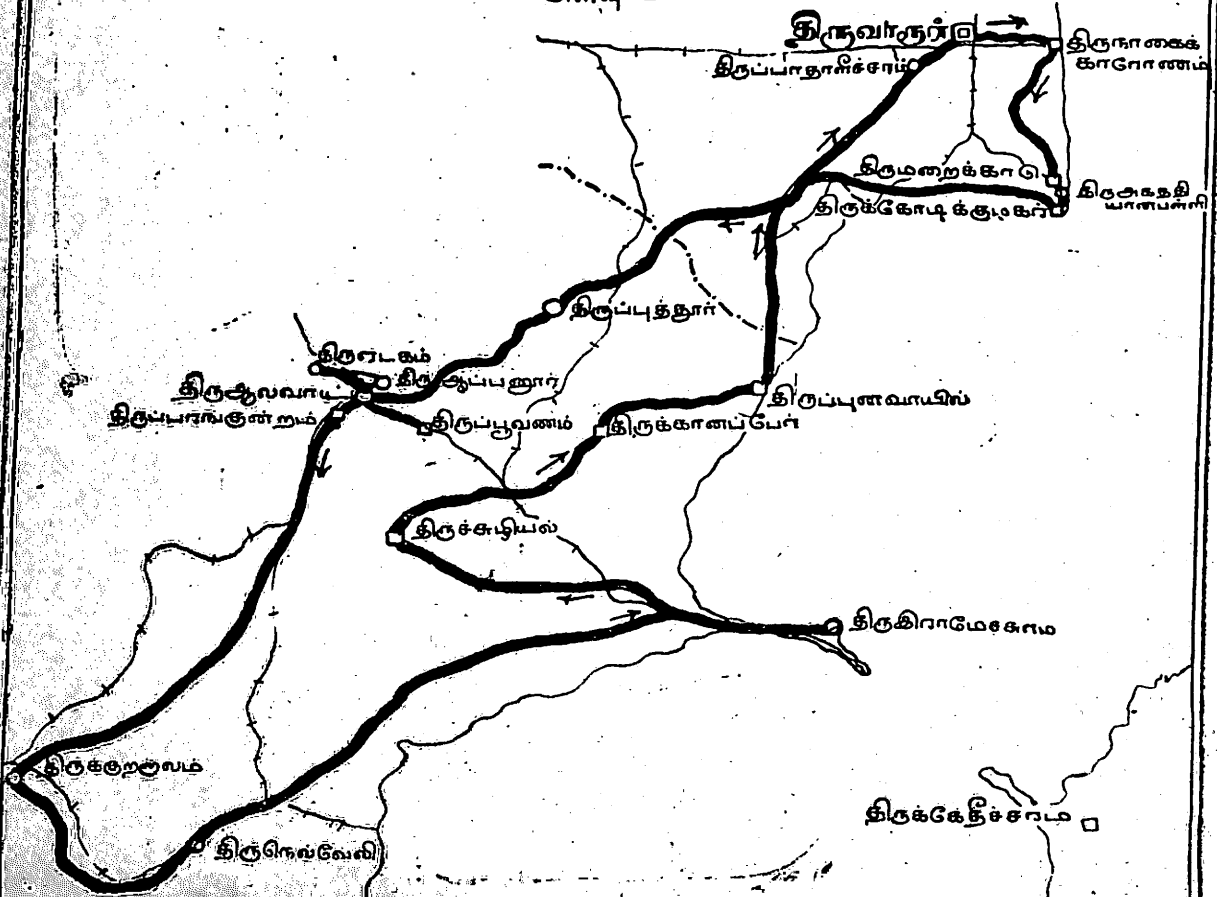 திருவாரூர்
திருநாகைக்
காரோணம்
திருப்பாதாளீச்சரம்
திருமறைக்காடு
திருஅகத்தி
யான்பள்ளி
திருக்கோடிக்குழகர்
திருப்புத்தூர்
திருஏடகம்
திருஆப்பனூர்
திருஆலவாய்
திருப்பரங்குன்றம்
திருப்பூவணம்
திருப்புனவாயில்
திருக்கானப்பேர்
திருச்சுழியல்
திருஇராமேசுரம்
திருக்குறாலம்
திருக்கேதீச்சரம்
திருநெல்வேலி